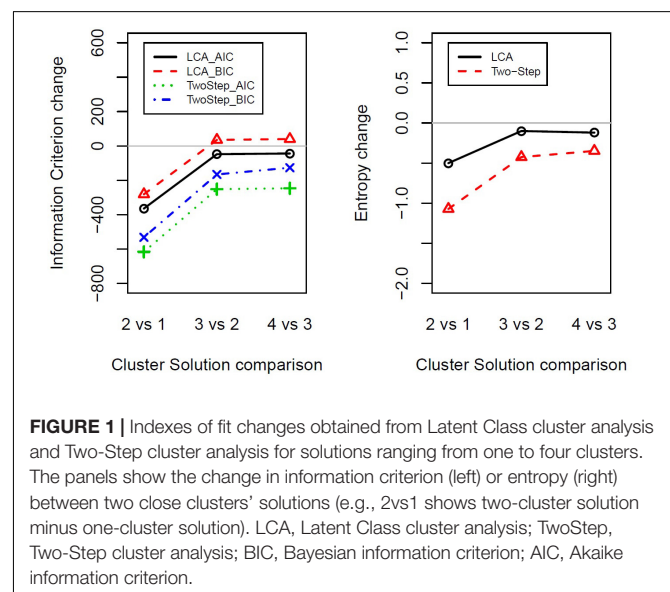 600
200
0
−400
−800
Information Criterion change
LCA_AIC
LCA_BIC
TwoStep_AIC
TwoStep_BIC
2 vs 1
3 vs 2
4 vs 3
Cluster Solution comparison
1.0
0.0
−1.0
−2.0
Entropy change
LCA
Two−Step
2 vs 1
3 vs 2
4 vs 3
Cluster Solution comparison
FIGURE 1 | Indexes of fit changes obtained from Latent Class cluster analysis
and Two-Step cluster analysis for solutions ranging from one to four clusters.
The panels show the change in information criterion (left) or entropy (right)
between two close clusters’ solutions (e.g., 2vs1 shows two-cluster solution
minus one-cluster solution). LCA, Latent Class cluster analysis; TwoStep,
Two-Step cluster analysis; BIC, Bayesian information criterion; AIC, Akaike
information criterion.